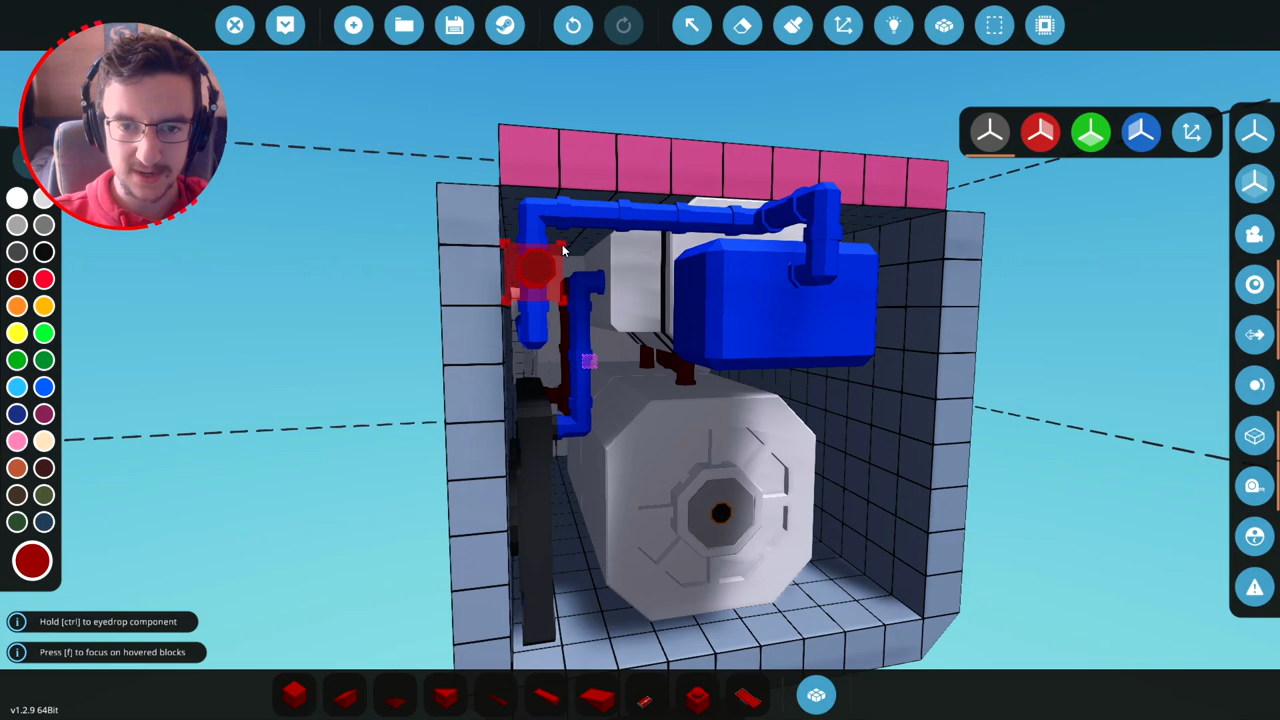 Hold [ctrl] to eyedrop component
Press [f] to focus on hovered blocks
v1.2.9 64Bit